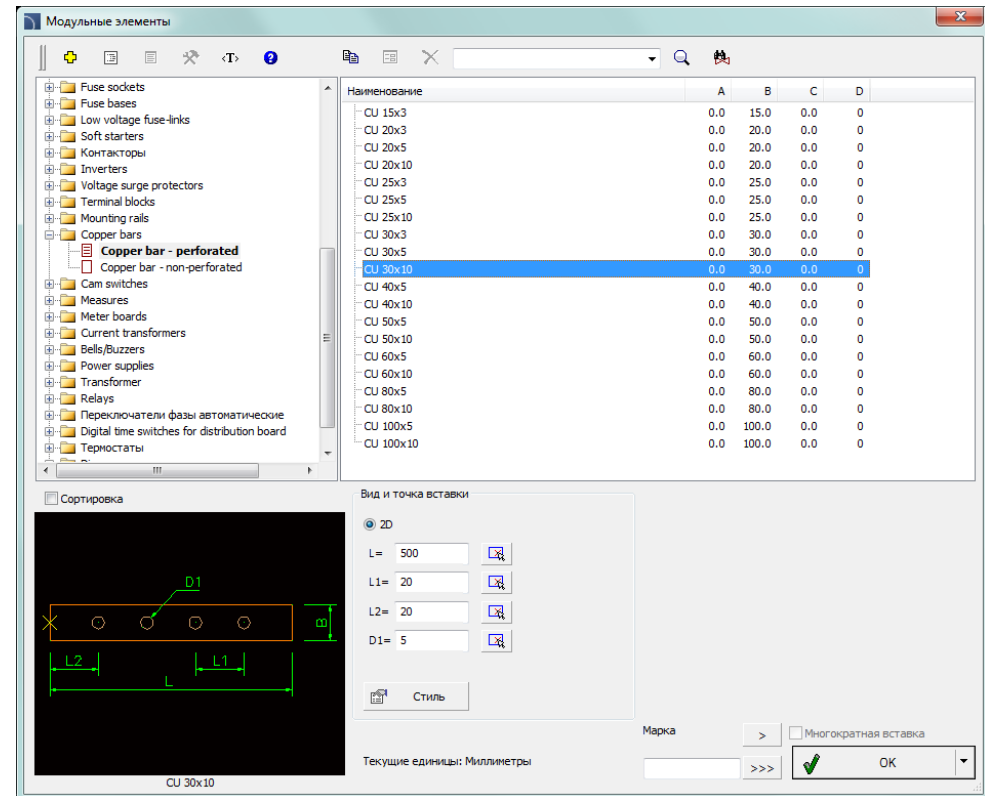 Модульные элементы
<T>
Fuse sockets
Fuse bases
Low voltage fuse-links
Soft starters
Контакторы
Inverters
Voltage surge protectors
Terminal blocks
Mounting rails
Copper bars
Copper bar - perforated
Copper bar - non-perforated
Cam switches
Measures
Meter boards
Current transformers
Bells/Buzzers
Power supplies
Transformer
Relays
Переключатели фазы автоматические
Digital time switches for distribution board
Термостаты
Наименование A B C D
CU 15x3 0.0 15.0 0.0 0
CU 20x3 0.0 20.0 0.0 0
CU 20x5 0.0 20.0 0.0 0
CU 20x10 0.0 20.0 0.0 0
CU 25x3 0.0 25.0 0.0 0
CU 25x5 0.0 25.0 0.0 0
CU 25x10 0.0 25.0 0.0 0
CU 30x3 0.0 30.0 0.0 0
CU 30x5 0.0 30.0 0.0 0
CU 30x10 0.0 30.0 0.0 0
CU 40x5 0.0 40.0 0.0 0
CU 40x10 0.0 40.0 0.0 0
CU 50x5 0.0 50.0 0.0 0
CU 50x10 0.0 50.0 0.0 0
CU 60x5 0.0 60.0 0.0 0
CU 60x10 0.0 60.0 0.0 0
CU 80x5 0.0 80.0 0.0 0
CU 80x10 0.0 80.0 0.0 0
CU 100x5 0.0 100.0 0.0 0
CU 100x10 0.0 100.0 0.0 0
Сортировка
D1
B
L2
L1
L
CU 30x10
Вид и точка вставки
2D
L= 500
L1= 20
L2= 20
D1= 5
Стиль
Текущие единицы: Миллиметры
Марка
>
Многократная вставка
>>>
OK